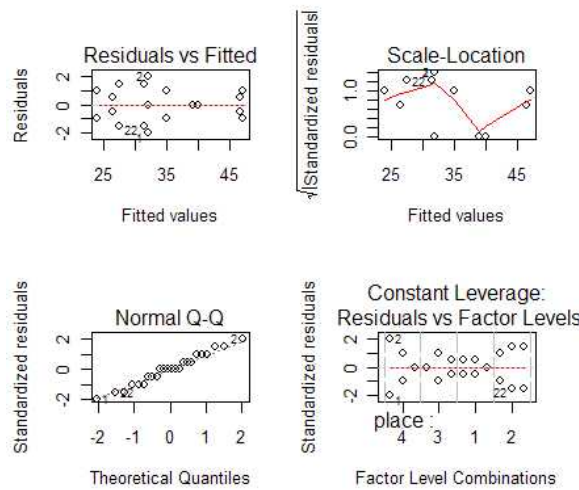 Residuals vs Fitted
Residuals
2
0
-2
2
22
1
25
35
45
Fitted values
Scale-Location
√|Standardized residuals|
1.0
0.0
2
22
25
35
45
Fitted values
Normal Q-Q
Standardized residuals
2
0
-2
2
1
22
-2
-1
0
1
2
Theoretical Quantiles
Constant Leverage:
Residuals vs Factor Levels
Standardized residuals
2
0
-2
2
1
22
place :
4
3
1
2
Factor Level Combinations